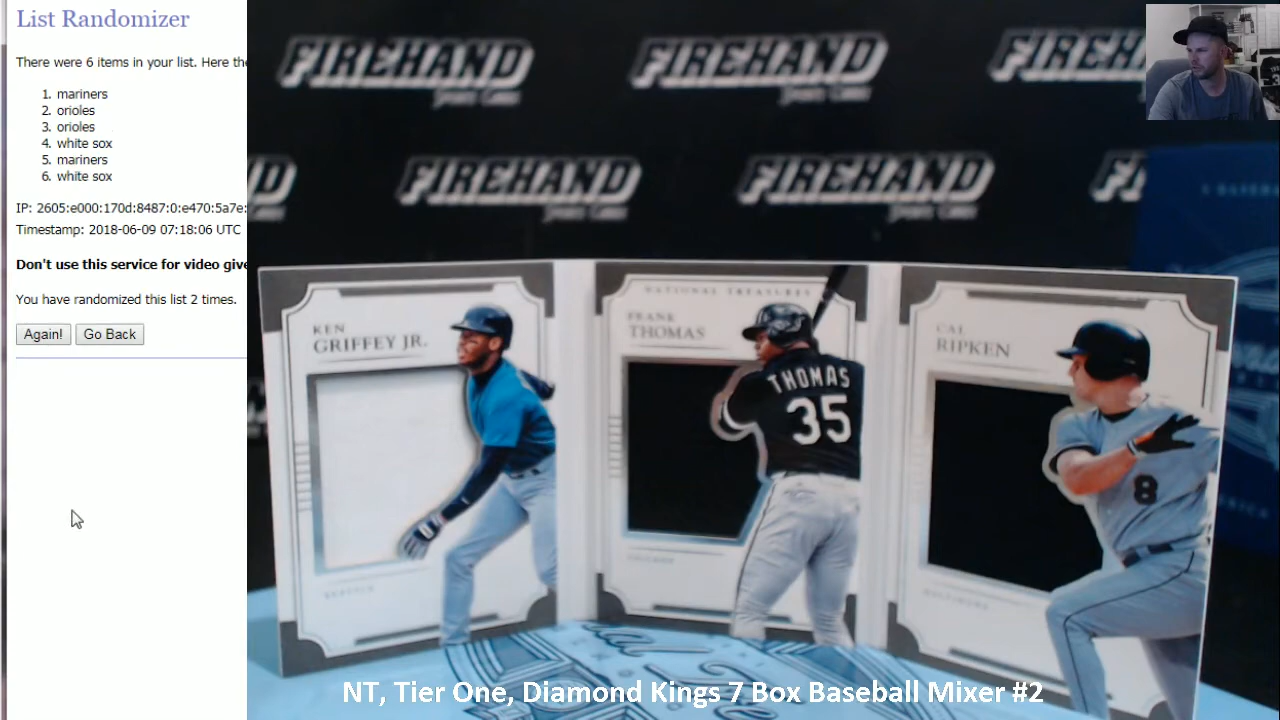 List Randomizer
There were 6 items in your list. Here the
1. mariners
2. orioles
3. orioles
4. white sox
5. mariners
6. white sox
IP: 2605:e000:170d:8487:0:e470:5a7e:
Timestamp: 2018-06-09 07:18:06 UTC
Don't use this service for video give
You have randomized this list 2 times.
Again! Go Back
FIREHAND FIREHAND FIREHAND
FIREHAND FIREHAND
KEN
GRIFFEY JR.
SEATTLE
NATIONAL TREASURES
FRANK
THOMAS
THOMAS
35
CHICAGO
CAL
RIPKEN
8
BALTIMORE
NT, Tier One, Diamond Kings 7 Box Baseball Mixer #2